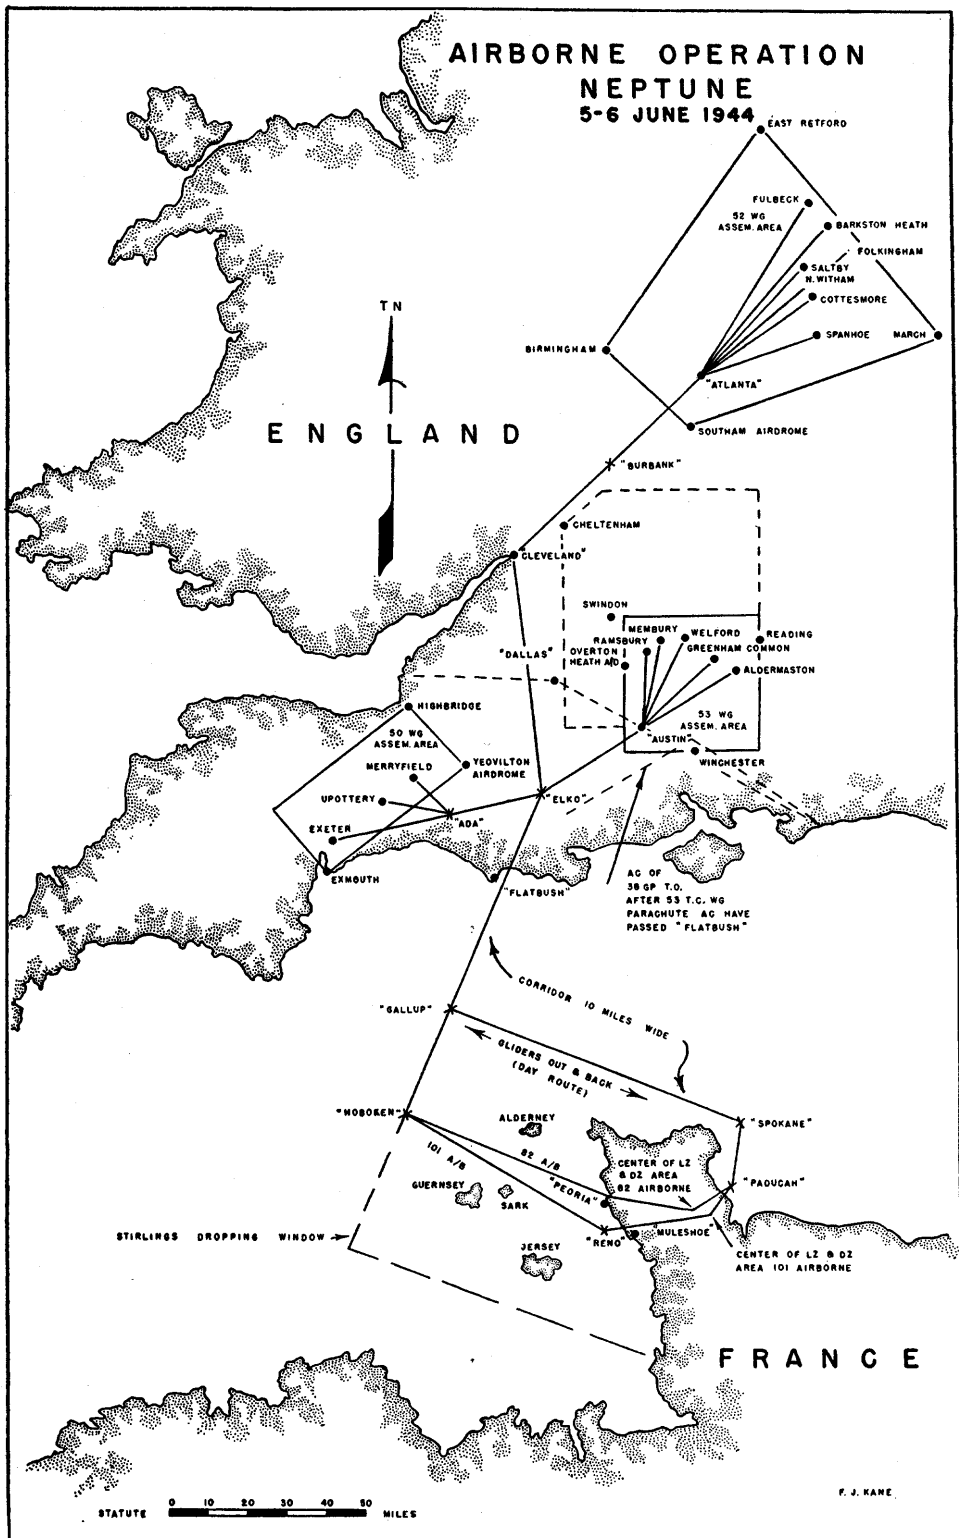 AIRBORNE OPERATION
NEPTUNE
5-6 JUNE 1944
EAST RETFORD
FULBECK
52 WG
ASSEM. AREA
BARKSTON HEATH
FOLKINGHAM
SALTBY
N. WITHAM
COTTESMORE
SPANHOE
MARCH
BIRMINGHAM
"ATLANTA"
SOUTHAM AIRDROME
TN
ENGLAND
"BURBANK"
CHELTENHAM
"CLEVELAND"
SWINDON
MEMBURY
WELFORD
READING
RAMSBURY
GREENHAM COMMON
OVERTON
HEATH A/D
ALDERMASTON
"DALLAS"
53 WG
ASSEM. AREA
"AUSTIN"
WINCHESTER
HIGHBRIDGE
50 WG
ASSEM. AREA
MERRYFIELD
YEOVILTON
AIRDROME
UPOTTERY
"ELKO"
"ADA"
EXETER
EXMOUTH
"FLATBUSH"
AC OF
38 GP T.O.
AFTER 53 T.C. WG
PARACHUTE AC HAVE
PASSED "FLATBUSH"
CORRIDOR 10 MILES WIDE
"GALLUP"
GLIDERS OUT & BACK
(DAY ROUTE)
"HOBOKEN"
ALDERNEY
"SPOKANE"
101 A/B
82 A/B
CENTER OF LZ
& DZ AREA
82 AIRBORNE
"PEORIA"
"PADUCAH"
GUERNSEY
SARK
"RENO"
"MULESHOE"
STIRLINGS DROPPING WINDOW
JERSEY
CENTER OF LZ & DZ
AREA 101 AIRBORNE
FRANCE
F. J. KANE
0 10 20 30 40 50
STATUTE MILES